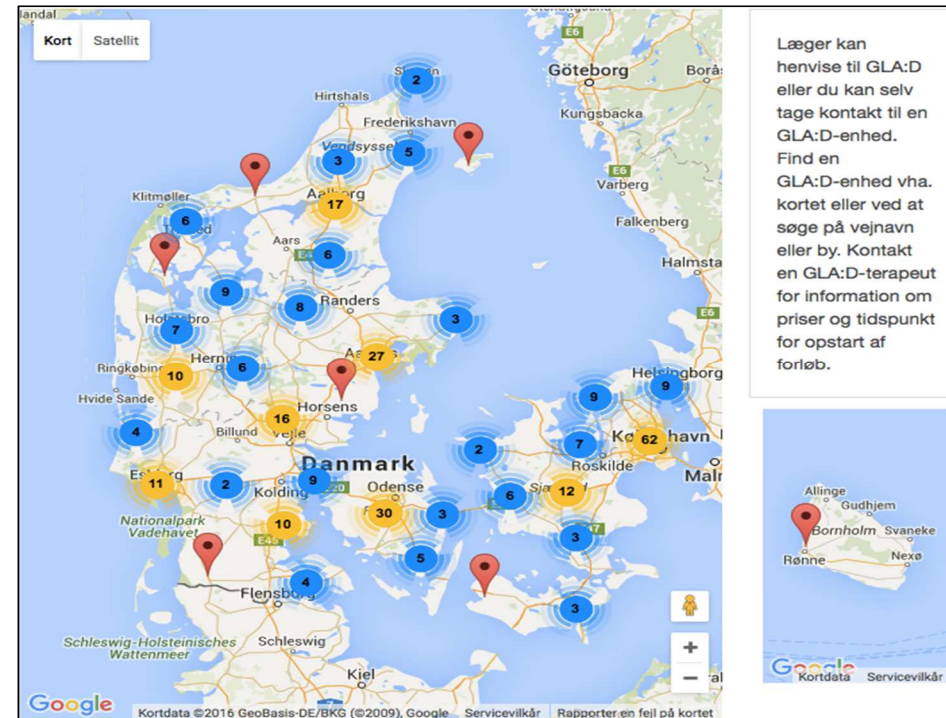 Kort
Satellit
Göteborg
Borås
E6
E6
Kungsbacka
Hirtshals
2
Frederikshavn
Vendsyssel
3
5
Varberg
Klitmøller
Aalborg
17
Falkenberg
6
Aars
6
Halmsta
9
8
Randers
3
E6
7
27
Ringkøbing
10
6
Helsingborg
Hvide Sande
Horsens
9
9
16
4
Billund
Vejle
2
7
62
Roskilde
Danmark
Esbjerg
11
2
Kolding
9
20
Odense
6
12
Malm
10
30
3
Nationalpark
Vadehavet
E45
3
47
5
4
Flensburg
3
Schleswig-Holsteinisches
Wattenmeer
Schleswig
Kiel
+
−
Google
Kortdata ©2016 GeoBasis-DE/BKG (©2009), Google
Servicevilkår
Rapporter en fejl på kortet
Læger kan
henvise til GLA:D
eller du kan selv
tage kontakt til en
GLA:D-enhed.
Find en
GLA:D-enhed vha.
kortet eller ved at
søge på vejnavn
eller by. Kontakt
en GLA:D-terapeut
for information om
priser og tidspunkt
for opstart af
forløb.
Allinge
Gudhjem
Bornholm
Svaneke
Rønne
Nexø
Google
Kortdata
Servicevilkår